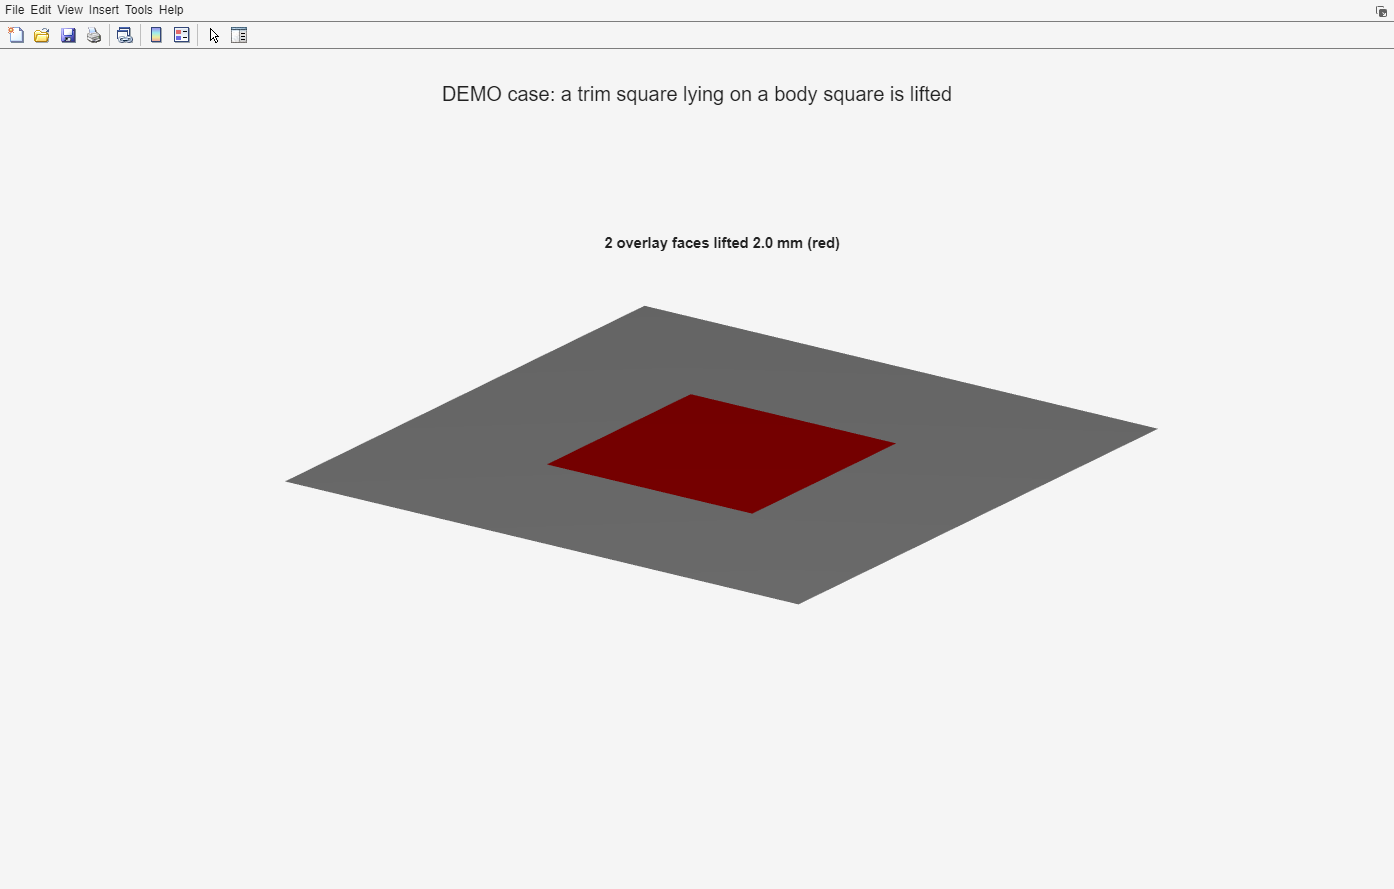 File Edit View Insert Tools Help
DEMO case: a trim square lying on a body square is lifted
2 overlay faces lifted 2.0 mm (red)